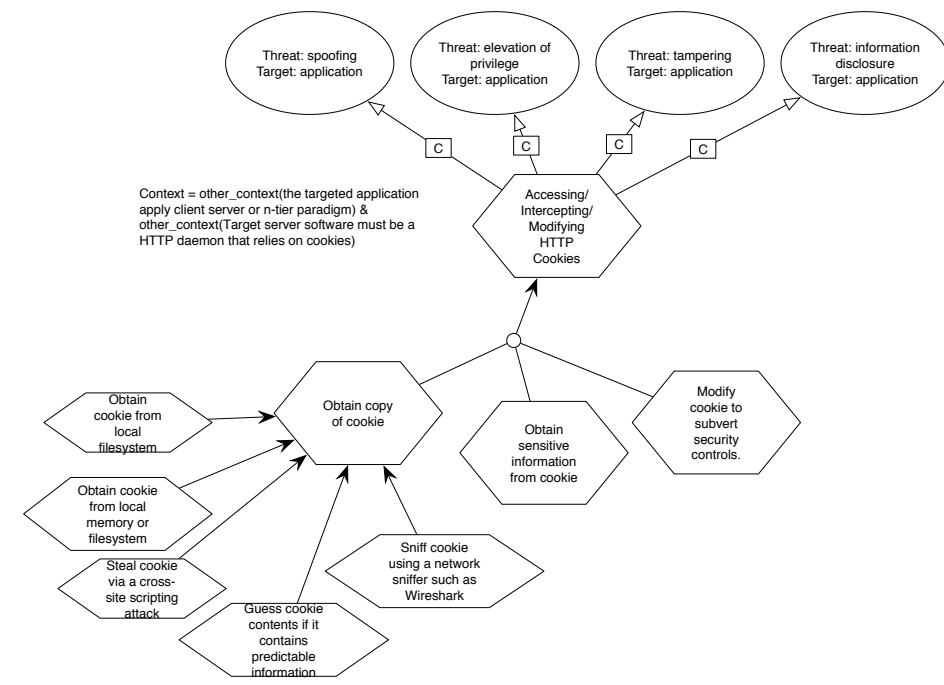 Threat: spoofing
Target: application
Threat: elevation of
privilege
Target: application
Threat: tampering
Target: application
Threat: information
disclosure
Target: application
C
C
C
C
Context = other_context(the targeted application
apply client server or n-tier paradigm) &
other_context(Target server software must be a
HTTP daemon that relies on cookies)
Accessing/
Intercepting/
Modifying
HTTP
Cookies
Obtain copy
of cookie
Obtain
sensitive
information
from cookie
Modify
cookie to
subvert
security
controls.
Obtain
cookie from
local
filesystem
Obtain cookie
from local
memory or
filesystem
Steal cookie
via a cross-
site scripting
attack
Guess cookie
contents if it
contains
predictable
information
Sniff cookie
using a network
sniffer such as
Wireshark